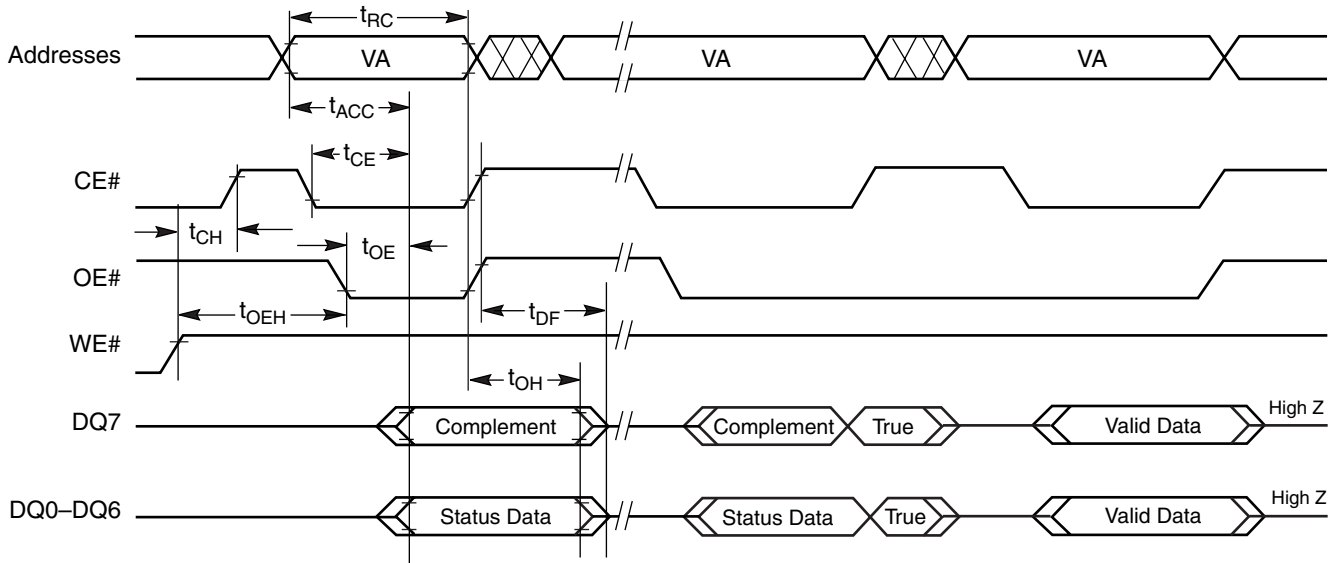 tRC
Addresses VA VA VA
tACC
tCE
CE#
tCH tOE
OE#
tOEH tDF
WE#
tOH
DQ7 Complement Complement True Valid Data High Z
DQ0–DQ6 Status Data Status Data True Valid Data High Z